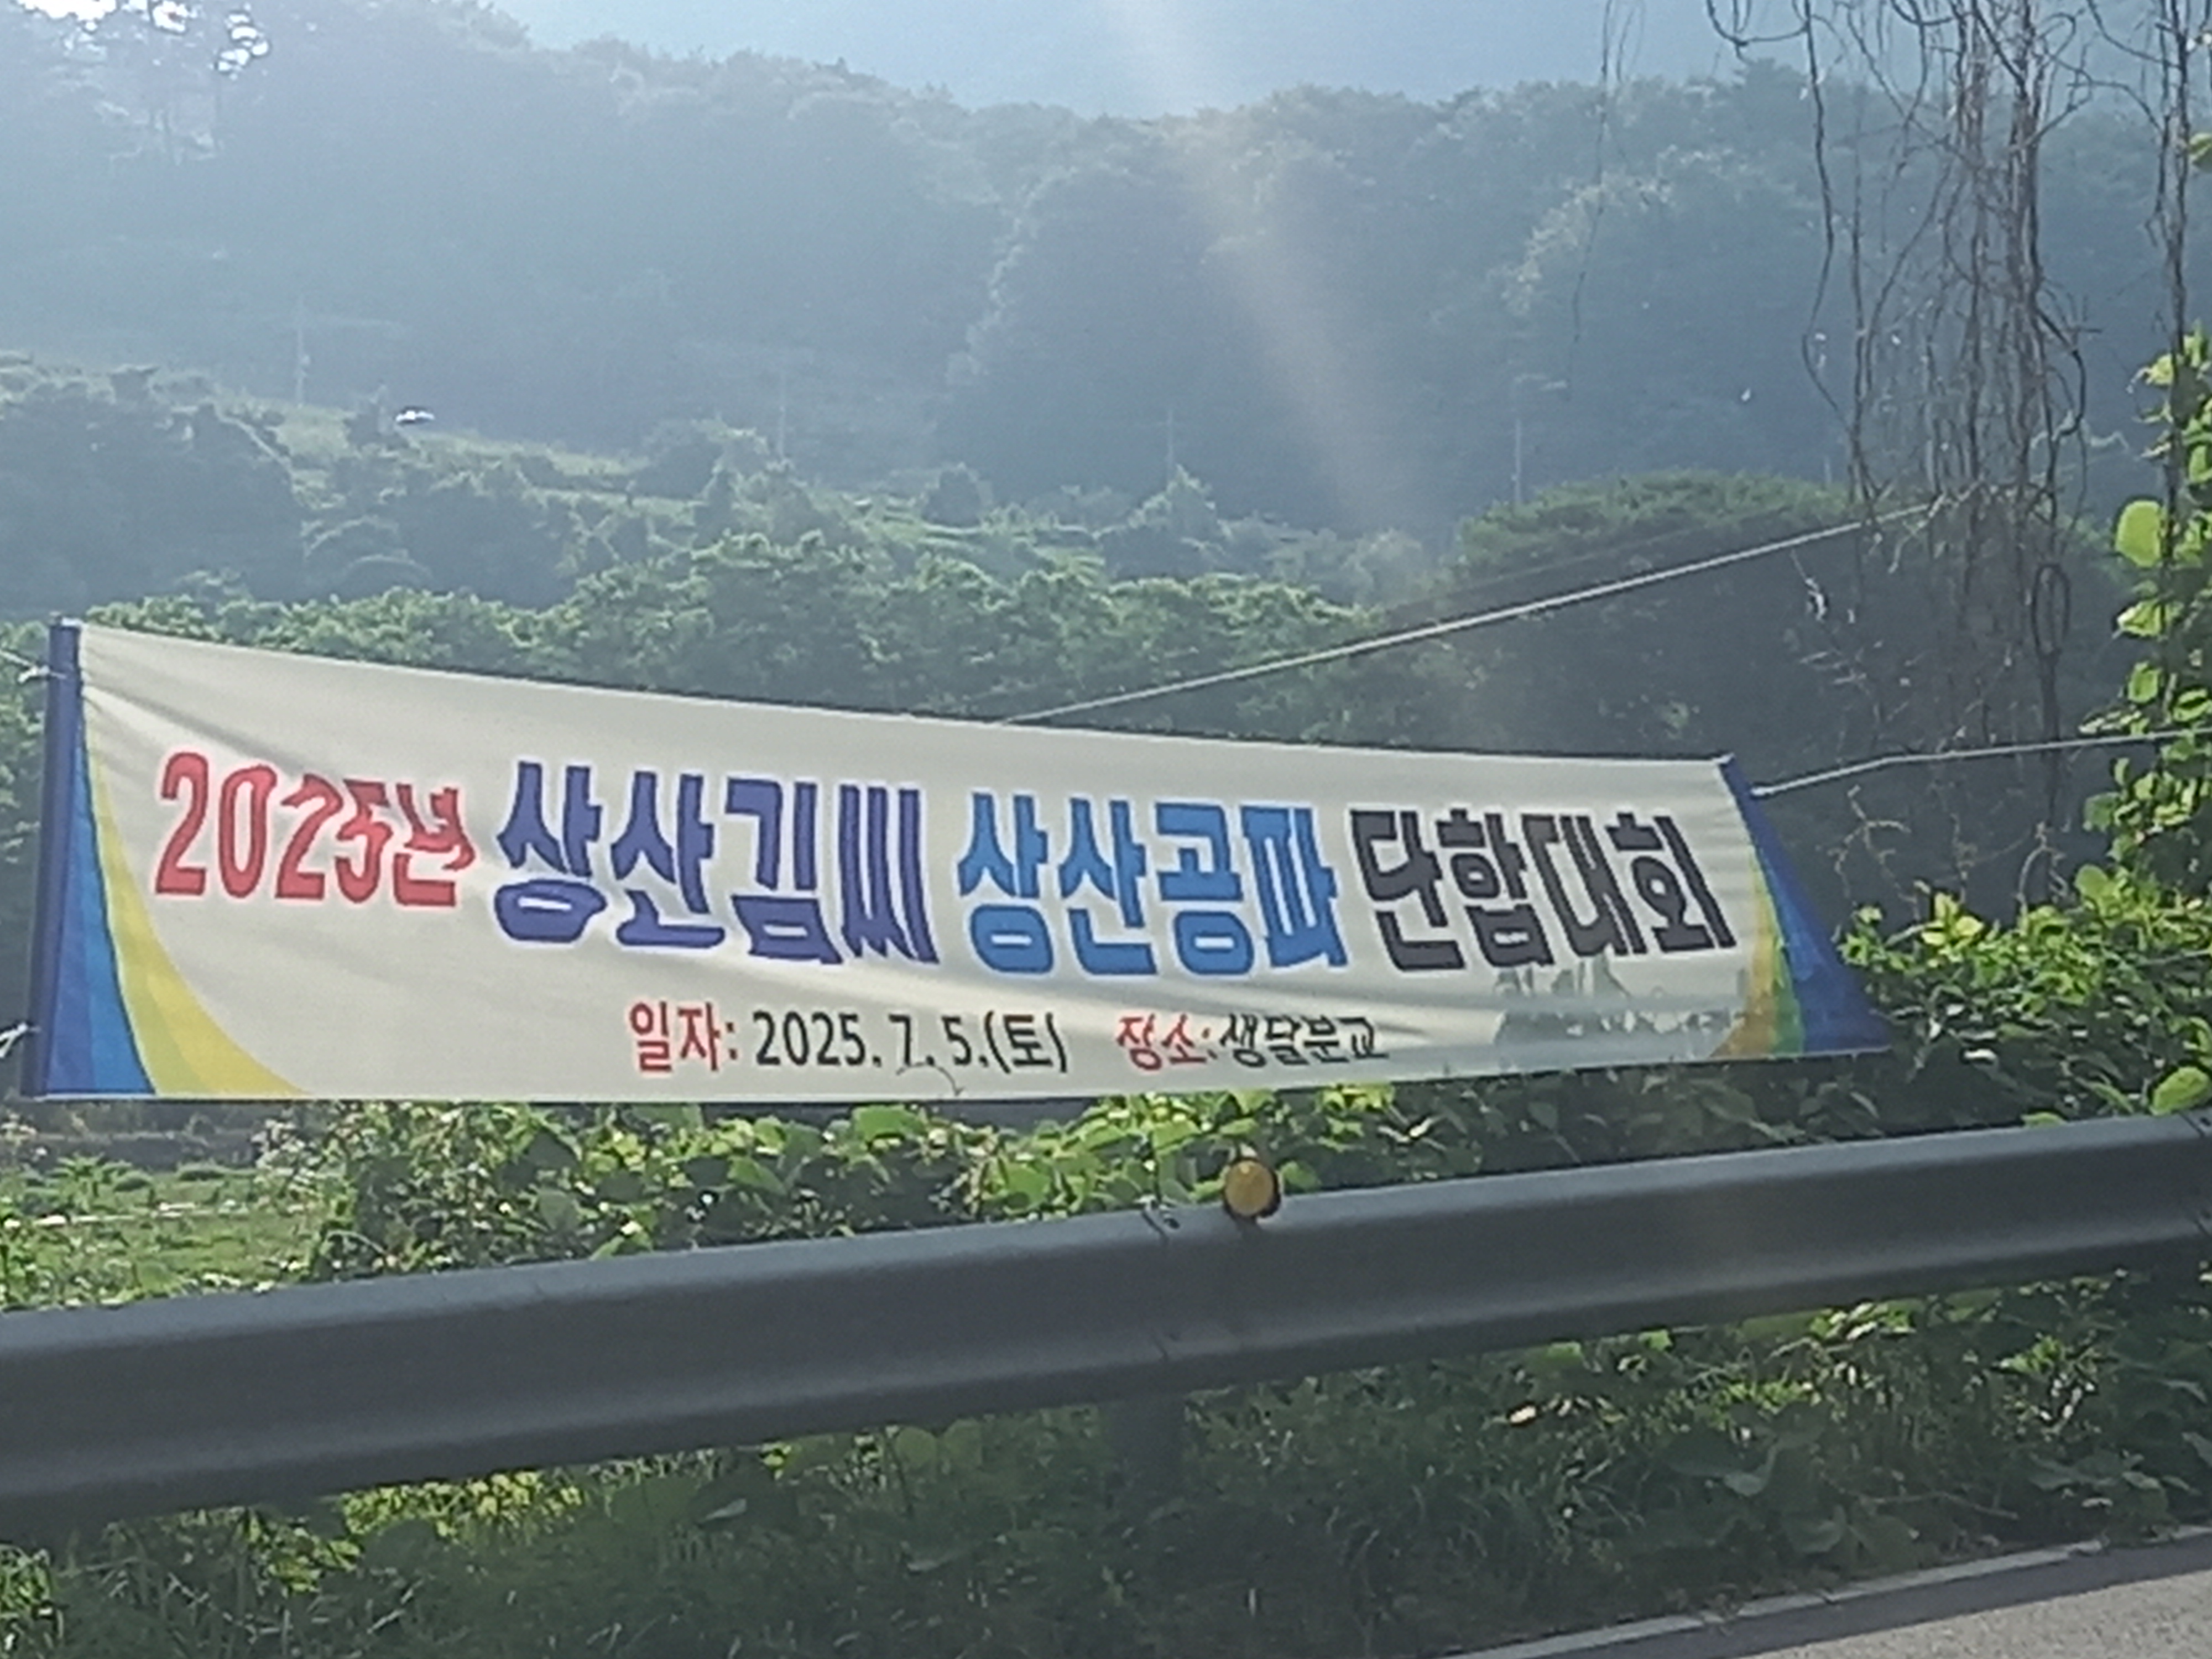 2025년 상산김씨 상산공파 단합대회
일자: 2025. 7. 5.(토) 장소: 생달분교